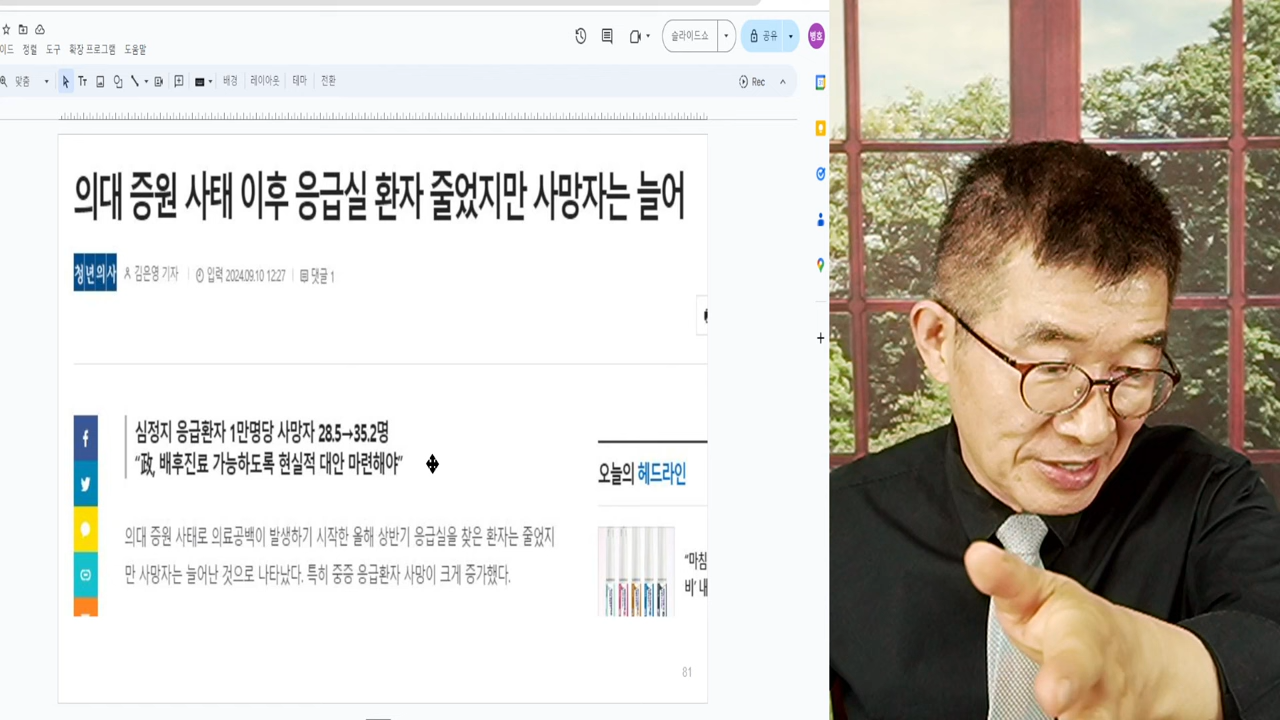 슬라이드쇼
공유
병호
이드 정렬 도구 확장 프로그램 도움말
맞춤
Tт
배경
레이아웃
테마
전환
Rec
의대 증원 사태 이후 응급실 환자 줄었지만 사망자는 늘어
청년의사
김은영 기자
입력 2024.09.10 12:27
댓글 1
심정지 응급환자 1만명당 사망자 28.5→35.2명
“政, 배후진료 가능하도록 현실적 대안 마련해야”
오늘의 헤드라인
의대 증원 사태로 의료공백이 발생하기 시작한 올해 상반기 응급실을 찾은 환자는 줄었지
만 사망자는 늘어난 것으로 나타났다. 특히 중증 응급환자 사망이 크게 증가했다.
“마침
비’ 내
81